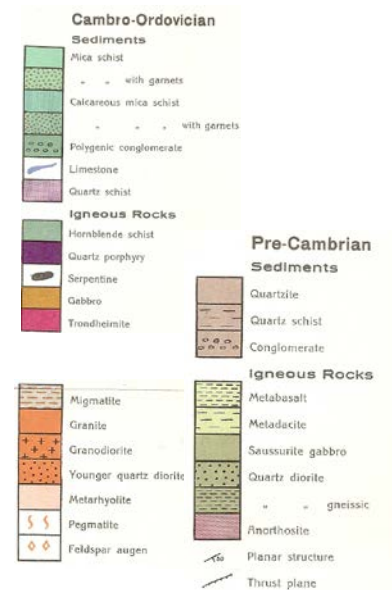 Cambro-Ordovician
Sediments
Mica schist
" " with garnets
Calcareous mica schist
" " " with garnets
Polygenic conglomerate
Limestone
Quartz schist
Igneous Rocks
Hornblende schist
Quartz porphyry
Serpentine
Gabbro
Trondheimite
Migmatite
Granite
Granodiorite
Younger quartz diorite
Metarhyolite
Pegmatite
Feldspar augen
Pre-Cambrian
Sediments
Quartzite
Quartz schist
Conglomerate
Igneous Rocks
Metabasalt
Metadacite
Saussurite gabbro
Quartz diorite
" " gneissic
Anorthosite
Planar structure
Thrust plane